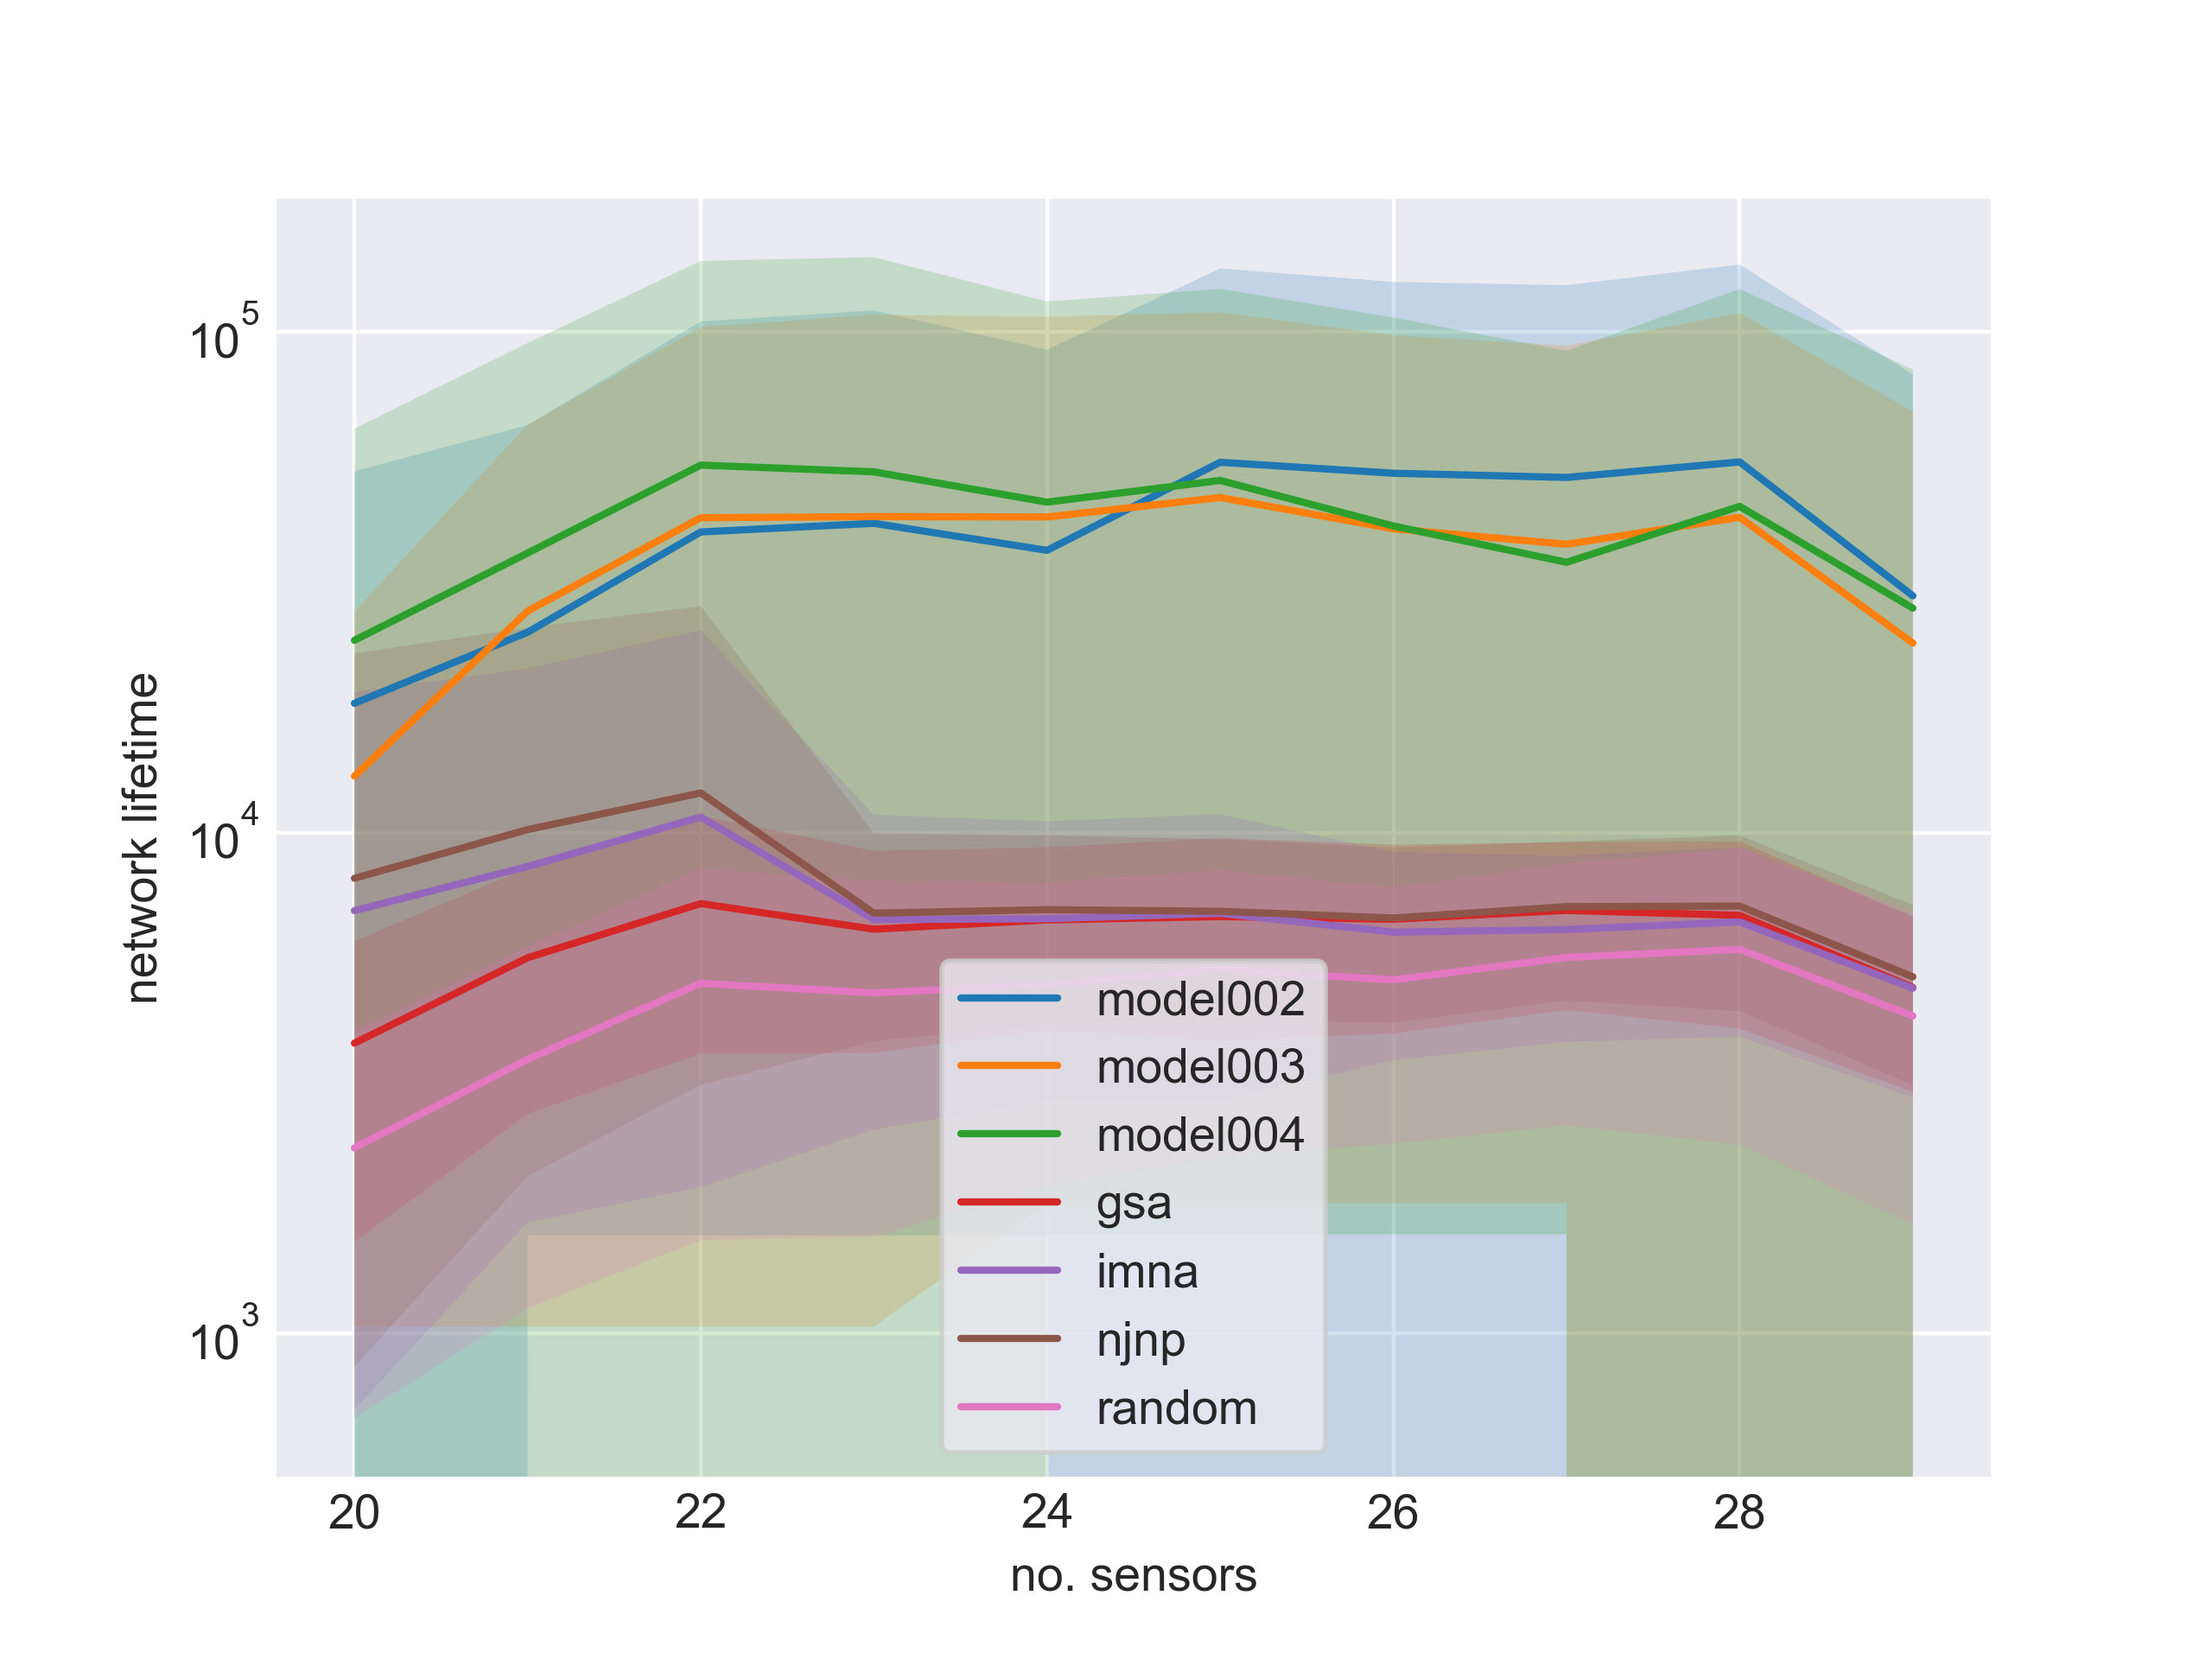 network lifetime
10^5
10^4
10^3
20 22 24 26 28
no. sensors
model002
model003
model004
gsa
imna
njnp
random